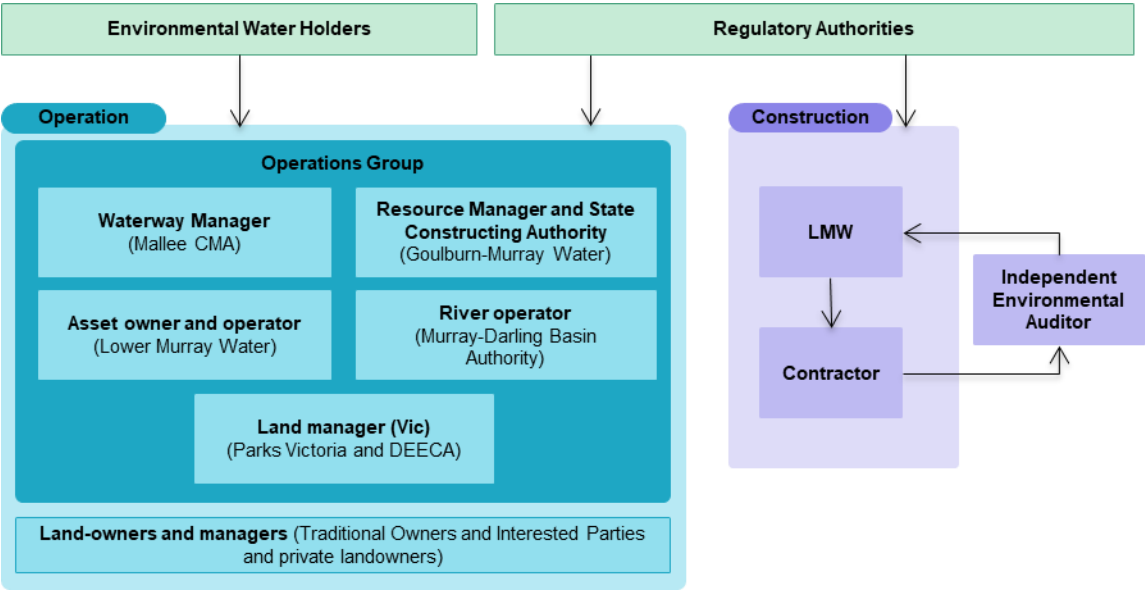 Environmental Water Holders
Regulatory Authorities
Operation
Operations Group
Waterway Manager
(Mallee CMA)
Resource Manager and State
Constructing Authority
(Goulburn-Murray Water)
Asset owner and operator
(Lower Murray Water)
River operator
(Murray-Darling Basin
Authority)
Land manager (Vic)
(Parks Victoria and DEECA)
Land-owners and managers (Traditional Owners and Interested Parties
and private landowners)
Construction
LMW
Contractor
Independent
Environmental
Auditor